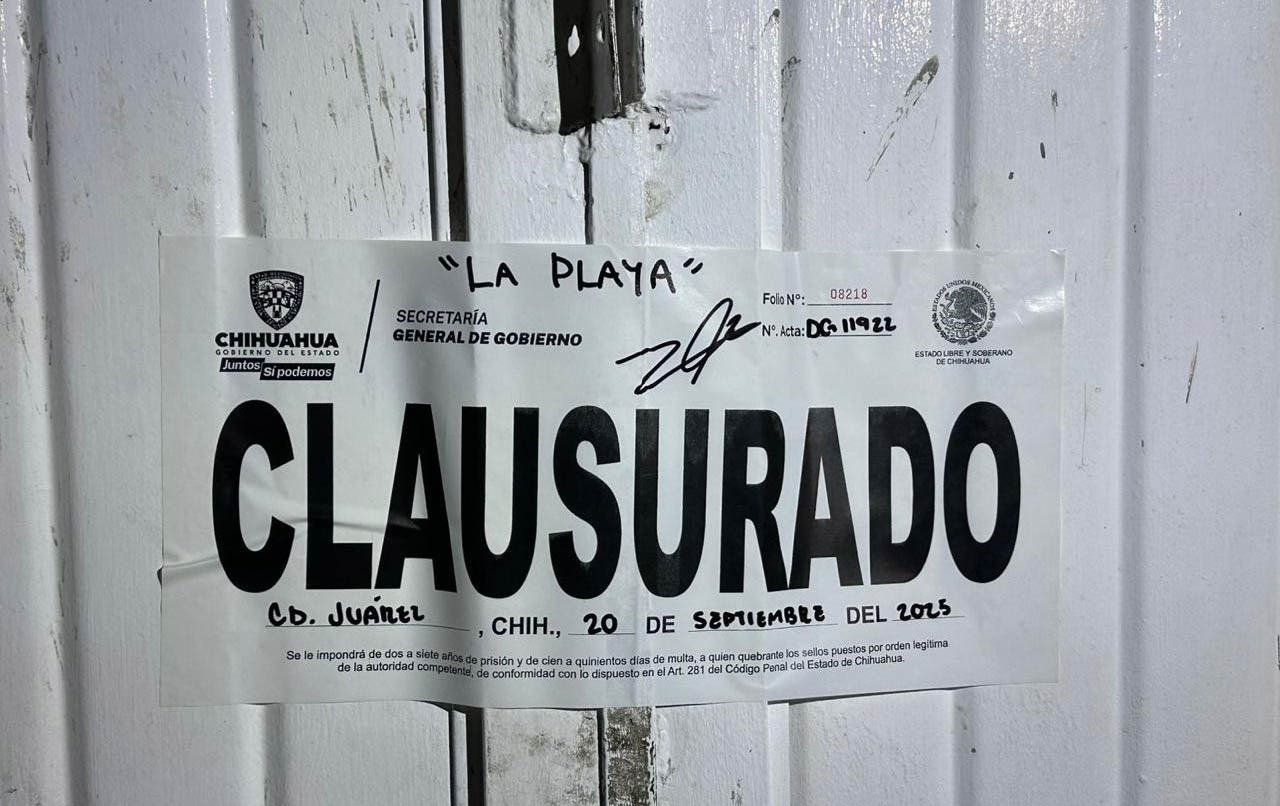 "LA PLAYA"
CHIHUAHUA
GOBIERNO DEL ESTADO
Juntos Sí podemos
SECRETARÍA
GENERAL DE GOBIERNO
Folio N°: 08218
N°. Acta: DG 11922
ESTADOS UNIDOS MEXICANOS
ESTADO LIBRE Y SOBERANO
DE CHIHUAHUA
CLAUSURADO
CD. JUÁREZ, CHIH., 20 DE SEPTIEMBRE DEL 2025
Se le impondrá de dos a siete años de prisión y de cien a quinientos días de multa, a quien quebrante los sellos puestos por orden legítima
de la autoridad competente, de conformidad con lo dispuesto en el Art. 281 del Código Penal del Estado de Chihuahua.